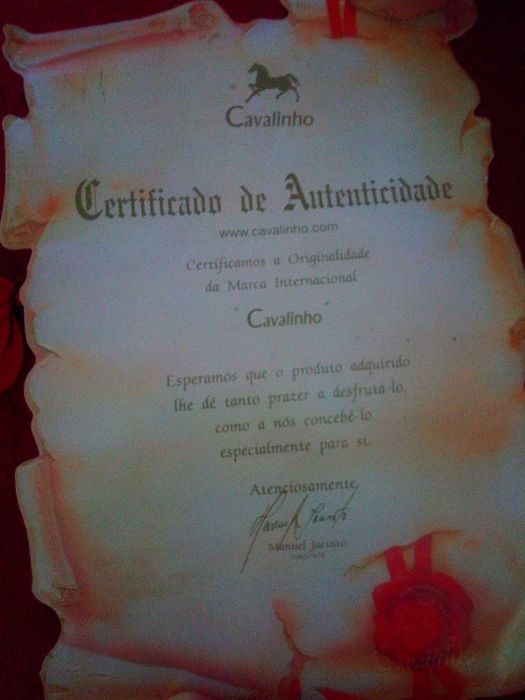 Cavalinho
Certificado de Autenticidade
www.cavalinho.com
Certificamos a Originalidade
da Marca Internacional
"Cavalinho"
Esperamos que o produto adquirido
lhe dê tanto prazer a desfrutá-lo,
como a nós concebê-lo
especialmente para si.
Atenciosamente
Manuel Jacinto